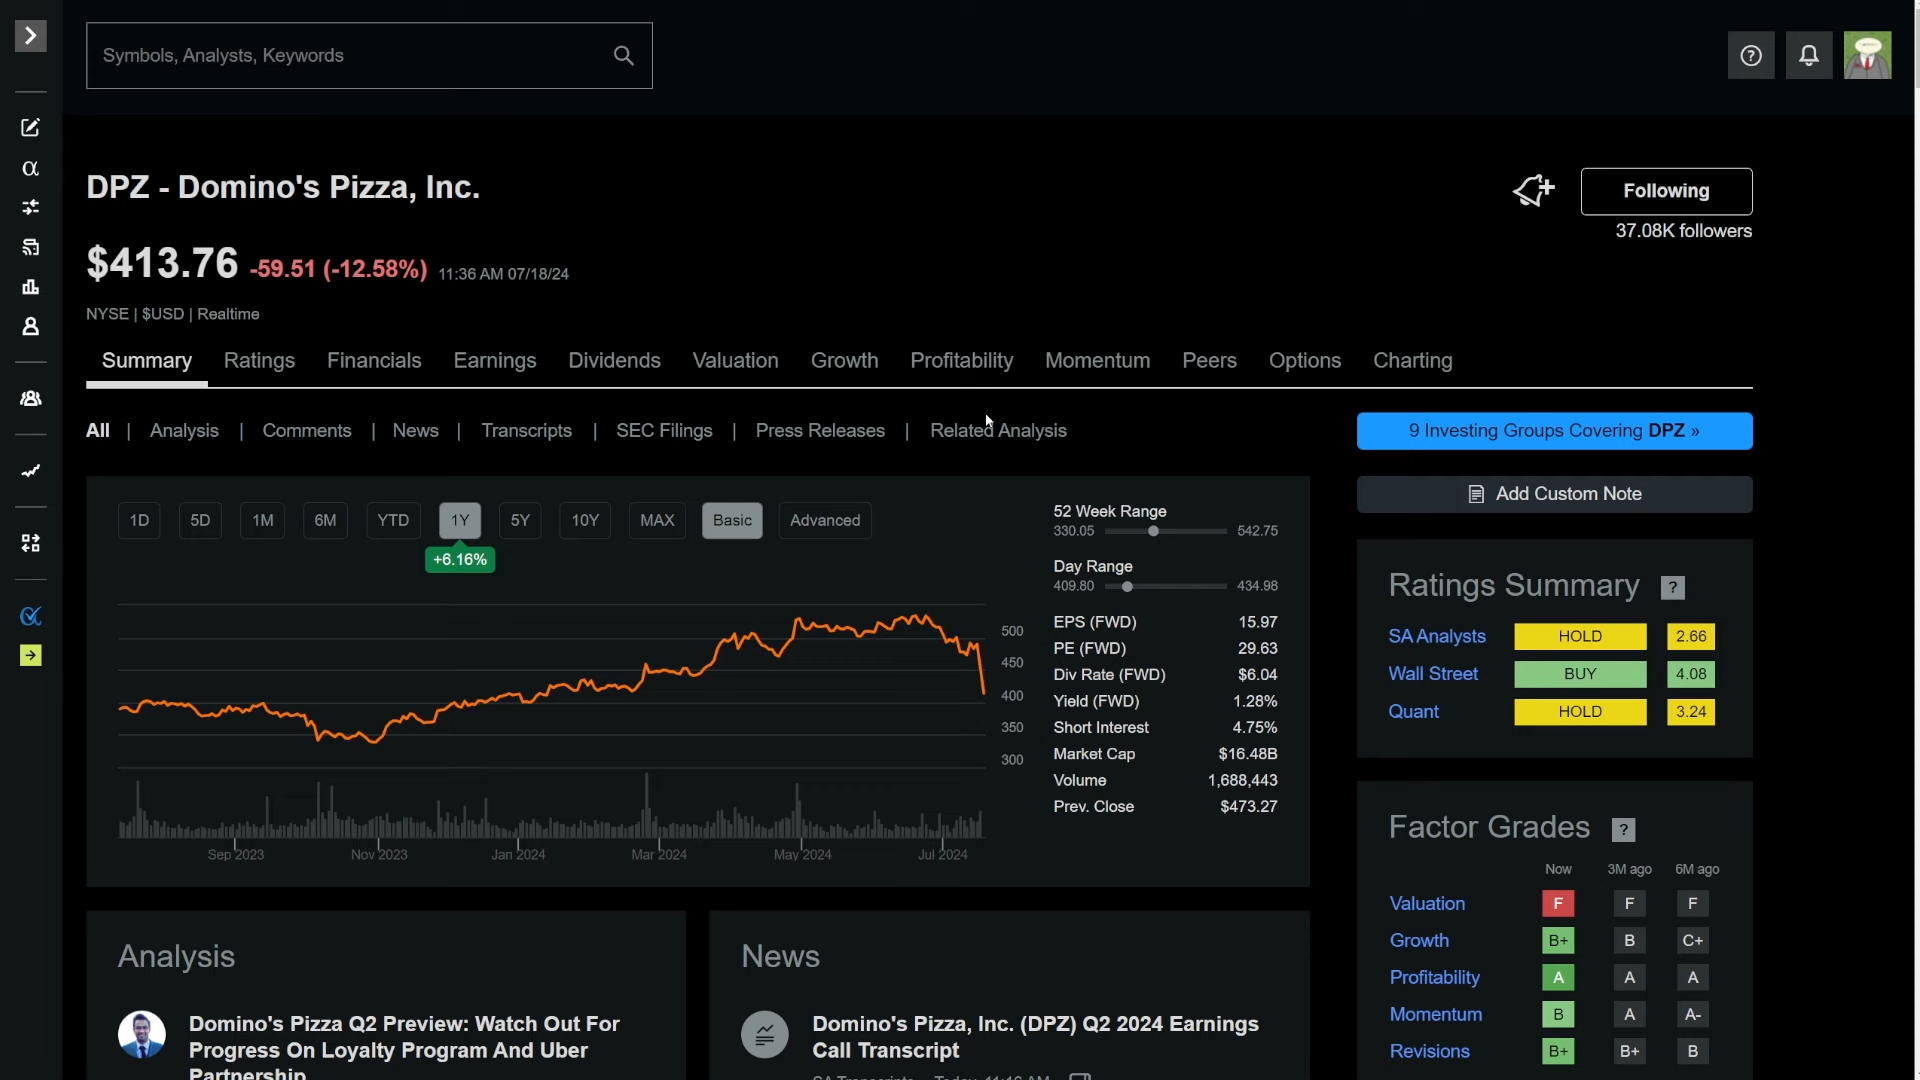 Symbols, Analysts, Keywords
DPZ - Domino's Pizza, Inc.
Following
37.08K followers
$413.76 -59.51 (-12.58%) 11:36 AM 07/18/24
NYSE | $USD | Realtime
Summary Ratings Financials Earnings Dividends Valuation Growth Profitability Momentum Peers Options Charting
All | Analysis | Comments | News | Transcripts | SEC Filings | Press Releases | Related Analysis
9 Investing Groups Covering DPZ »
Add Custom Note
1D 5D 1M 6M YTD 1Y 5Y 10Y MAX Basic Advanced
+6.16%
500
450
400
350
300
Sep 2023 Nov 2023 Jan 2024 Mar 2024 May 2024 Jul 2024
52 Week Range
330.05 542.75
Day Range
409.80 434.98
EPS (FWD) 15.97
PE (FWD) 29.63
Div Rate (FWD) $6.04
Yield (FWD) 1.28%
Short Interest 4.75%
Market Cap $16.48B
Volume 1,688,443
Prev. Close $473.27
Ratings Summary ?
SA Analysts HOLD 2.66
Wall Street BUY 4.08
Quant HOLD 3.24
Factor Grades ?
Now 3M ago 6M ago
Valuation F F F
Growth B+ B C+
Profitability A A A
Momentum B A A-
Revisions B+ B+ B
Analysis
Domino's Pizza Q2 Preview: Watch Out For
Progress On Loyalty Program And Uber
Partnership
News
Domino's Pizza, Inc. (DPZ) Q2 2024 Earnings
Call Transcript